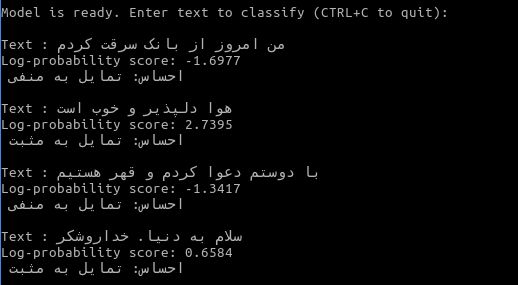 Model is ready. Enter text to classify (CTRL+C to quit):
Text : من امروز از بانک سرقت کردم
Log-probability score: -1.6977
احساس: تمایل به منفی
Text : هوا دلپذیر و خوب است
Log-probability score: 2.7395
احساس: تمایل به مثبت
Text : با دوستم دعوا کردم و قهر هستیم
Log-probability score: -1.3417
احساس: تمایل به منفی
Text : سلام به دنیا. خداروشکر
Log-probability score: 0.6584
احساس: تمایل به مثبت